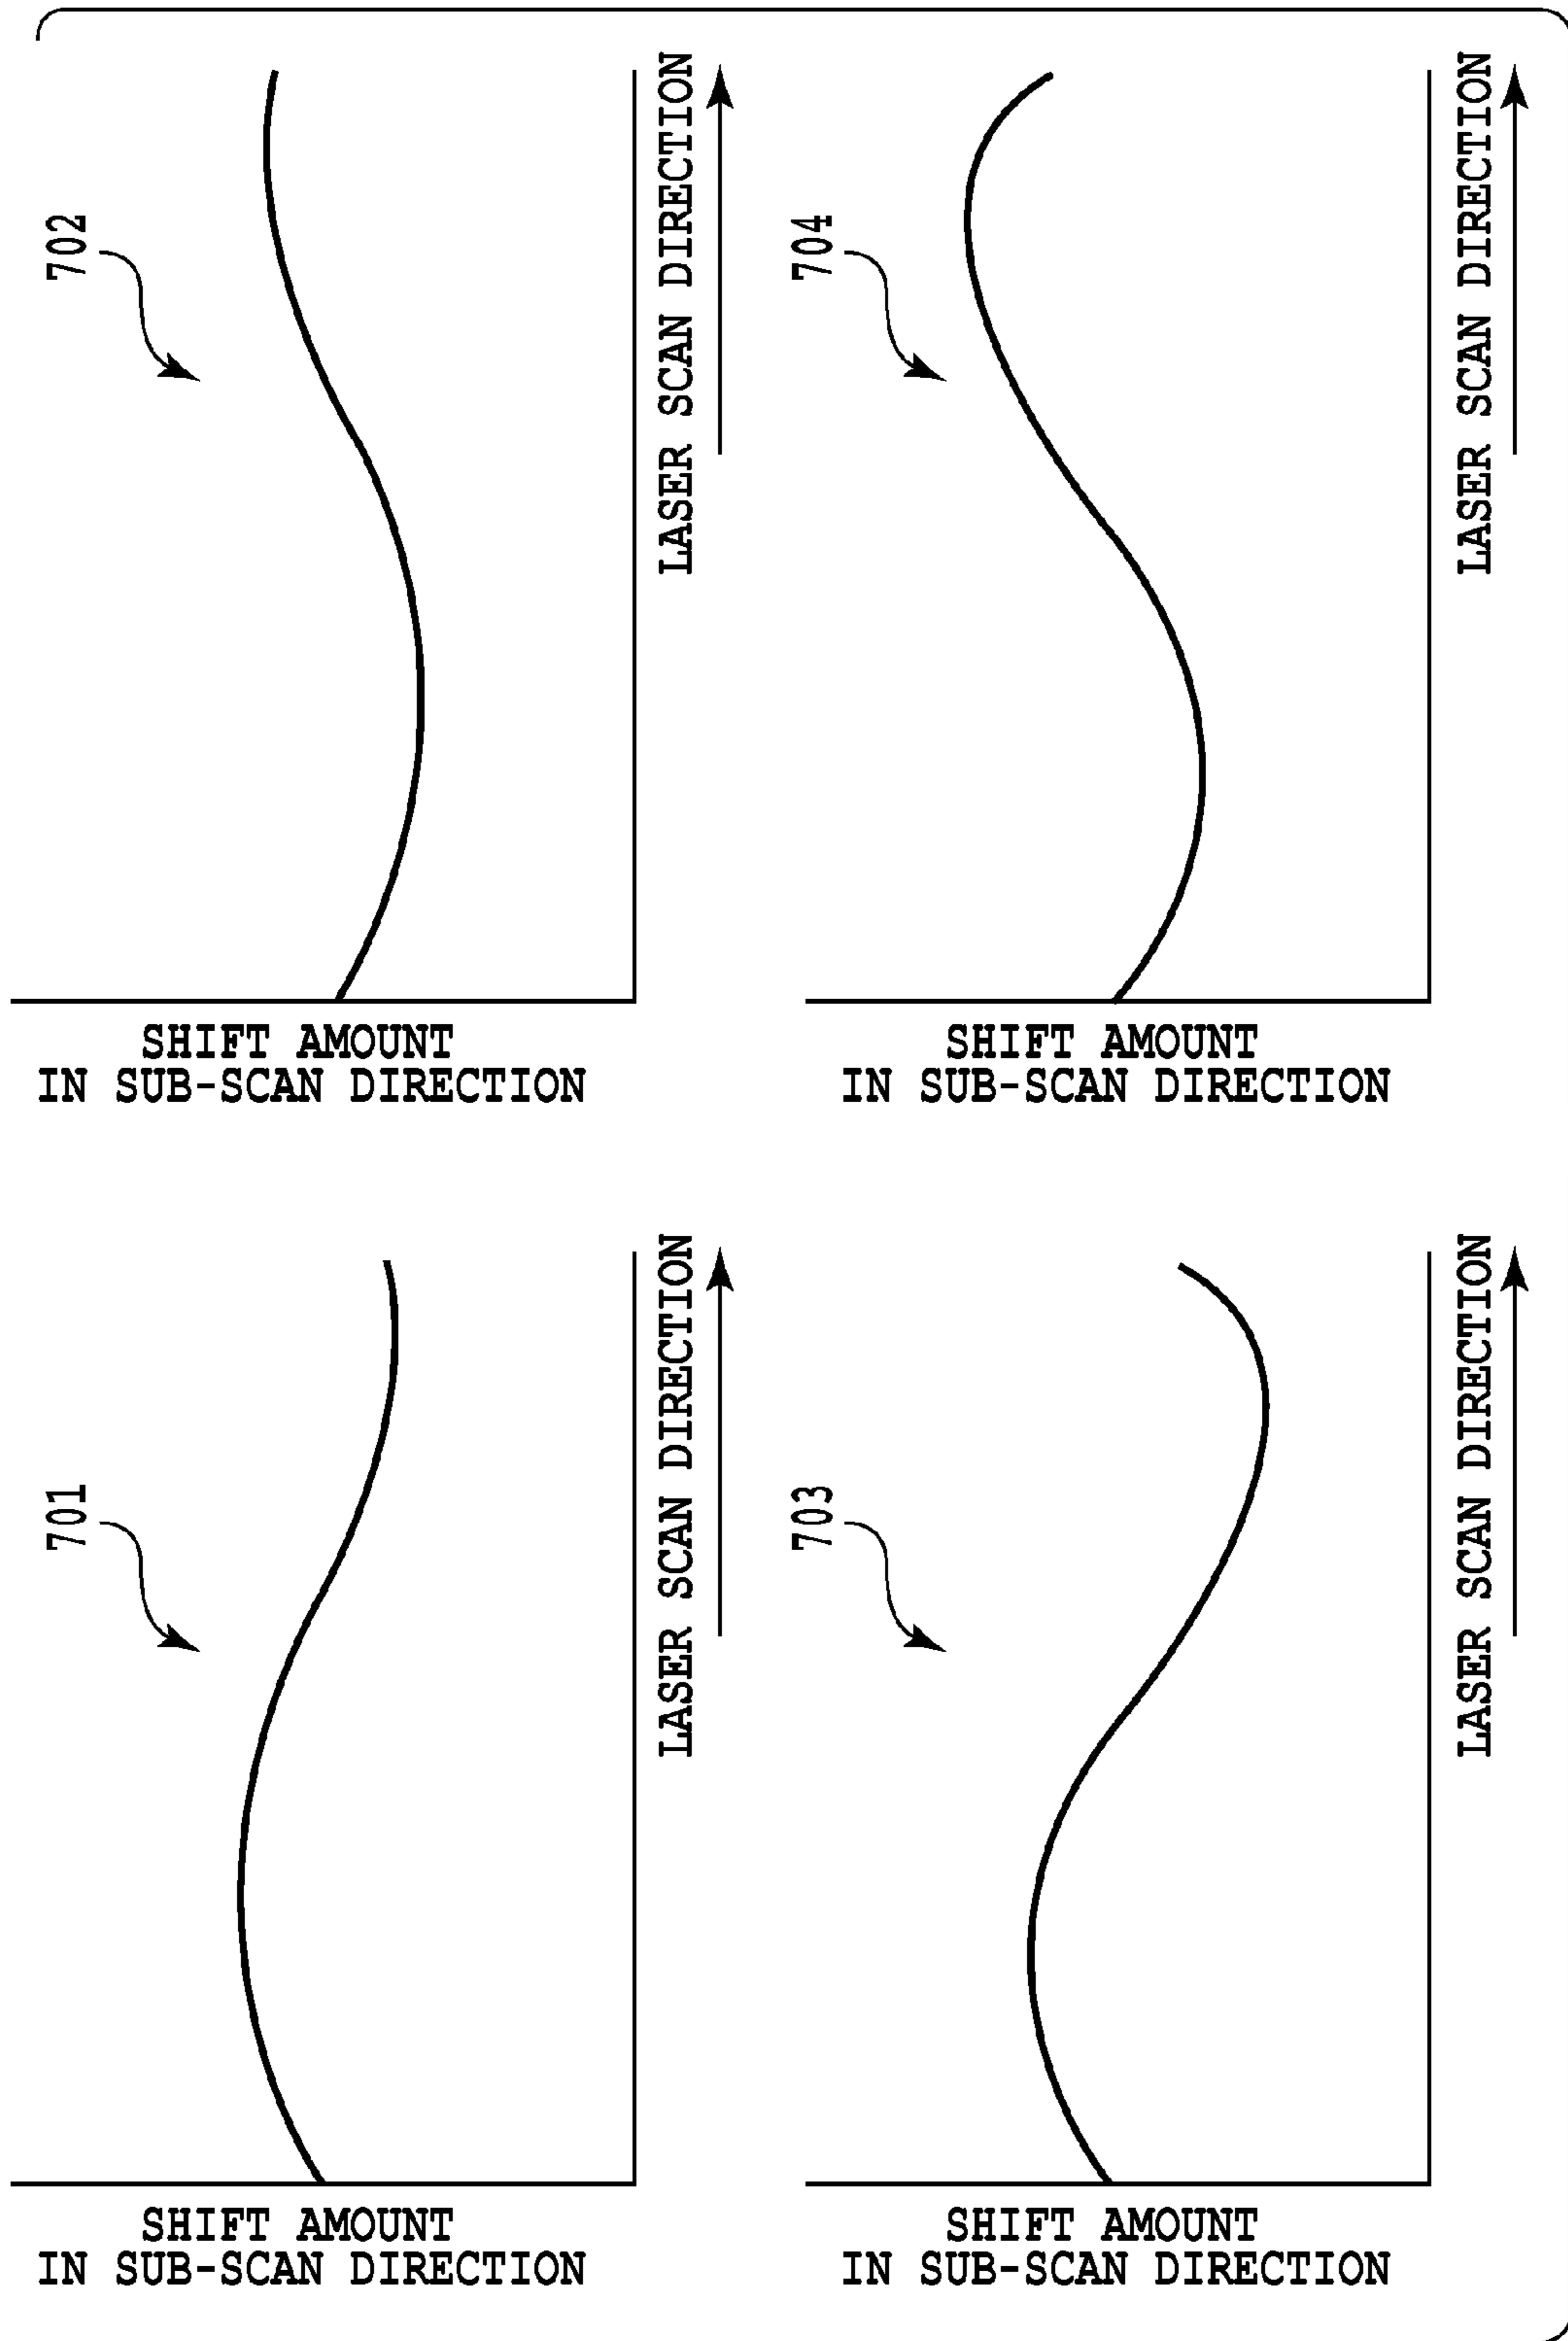 702
LASER SCAN DIRECTION
SHIFT AMOUNT
IN SUB-SCAN DIRECTION
704
LASER SCAN DIRECTION
SHIFT AMOUNT
IN SUB-SCAN DIRECTION
701
LASER SCAN DIRECTION
SHIFT AMOUNT
IN SUB-SCAN DIRECTION
703
LASER SCAN DIRECTION
SHIFT AMOUNT
IN SUB-SCAN DIRECTION